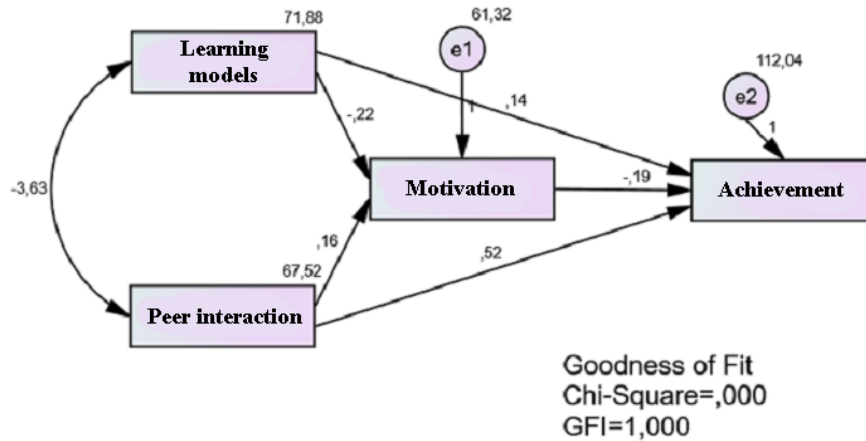 71,88
61,32
Learning
models
e1
112,04
e2
1
,14
-,22
1
Motivation
-,19
Achievement
-3,63
,16
67,52
,52
Peer interaction
Goodness of Fit
Chi-Square=,000
GFI=1,000